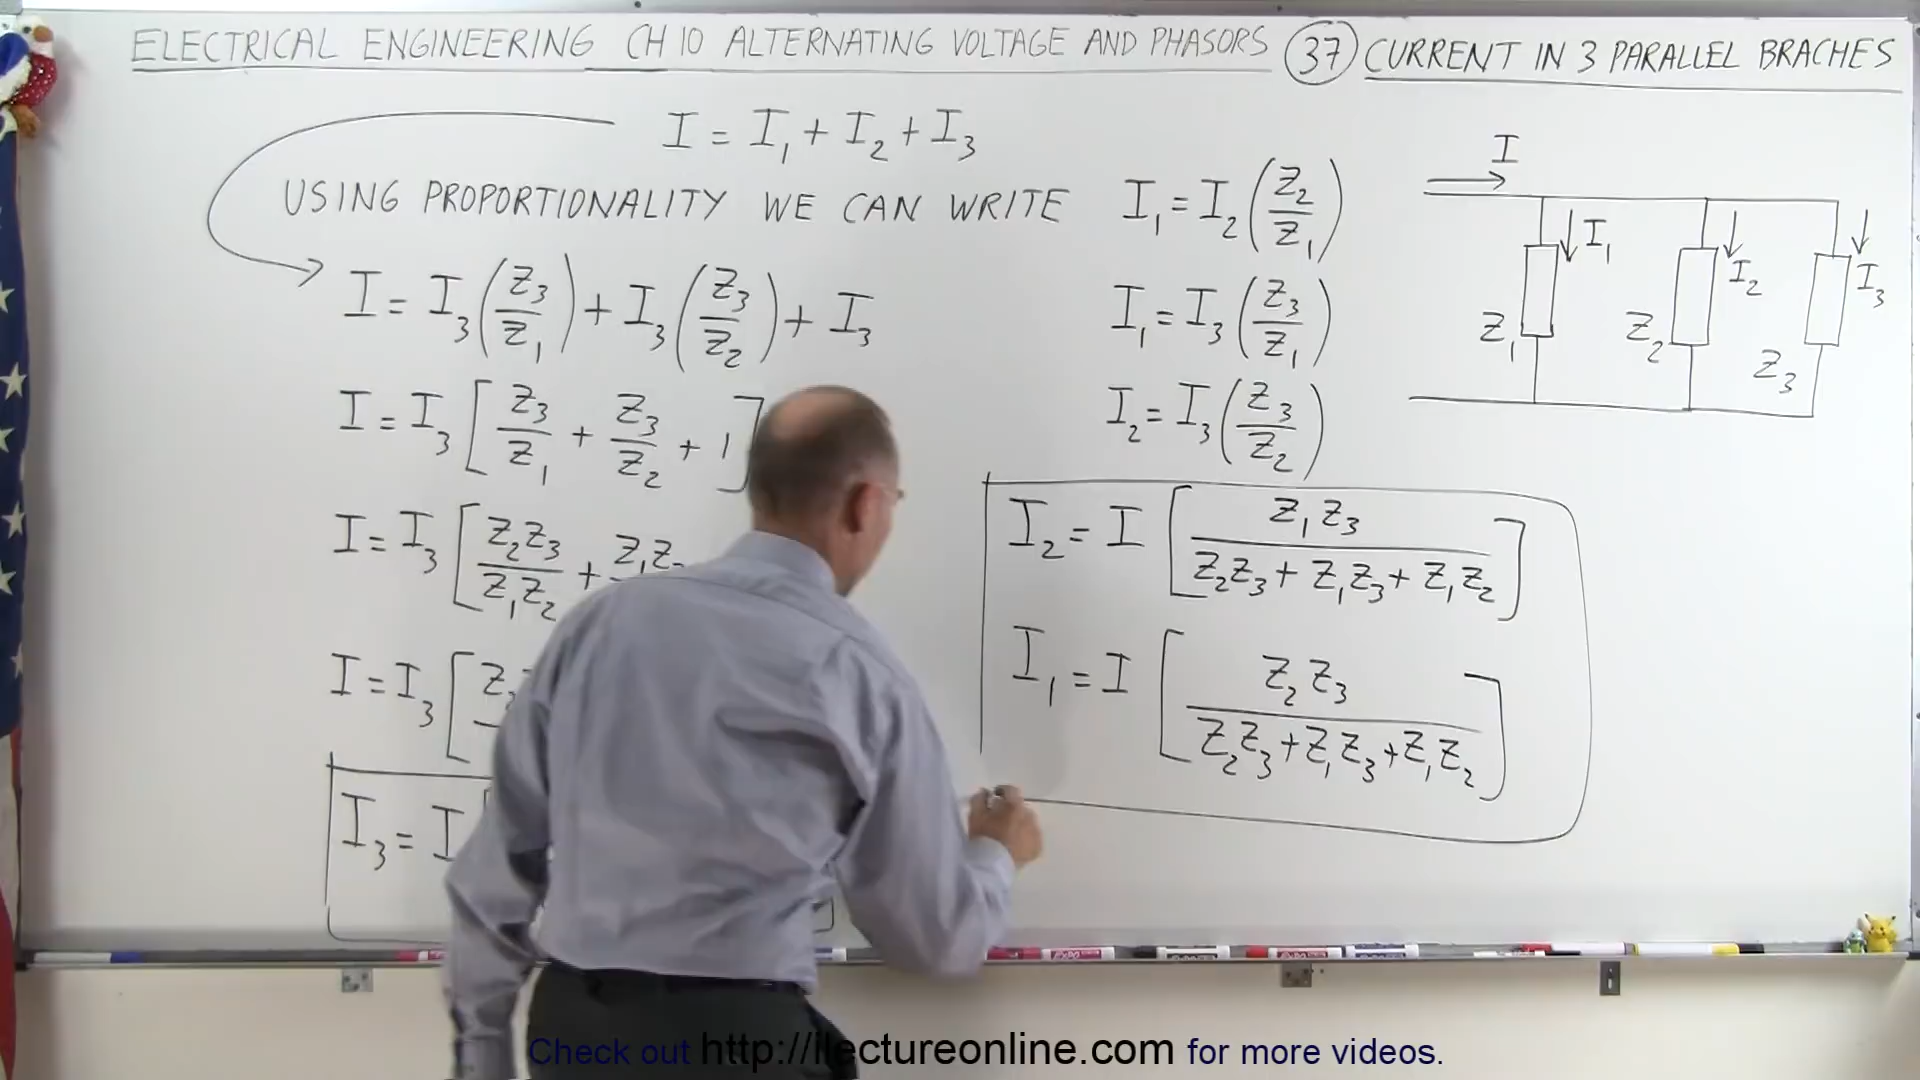 ELECTRICAL ENGINEERING CH 10 ALTERNATING VOLTAGE AND PHASORS (37) CURRENT IN 3 PARALLEL BRACHES
I = I₁ + I₂ + I₃
USING PROPORTIONALITY WE CAN WRITE
I = I₃(Z₃/Z₁) + I₃(Z₃/Z₂) + I₃
I = I₃[Z₃/Z₁ + Z₃/Z₂ + 1]
I = I₃[Z₂Z₃/Z₁Z₂ + Z₁Z
I = I₃[Z
I₃ = I
I₁ = I₂(Z₂/Z₁)
I₁ = I₃(Z₃/Z₁)
I₂ = I₃(Z₃/Z₂)
I₂ = I[Z₁Z₃/(Z₂Z₃ + Z₁Z₃ + Z₁Z₂)]
I₁ = I[Z₂Z₃/(Z₂Z₃ + Z₁Z₃ + Z₁Z₂)]
I
I₁
I₂
I₃
Z₁
Z₂
Z₃
Check out http://ilectureonline.com for more videos.